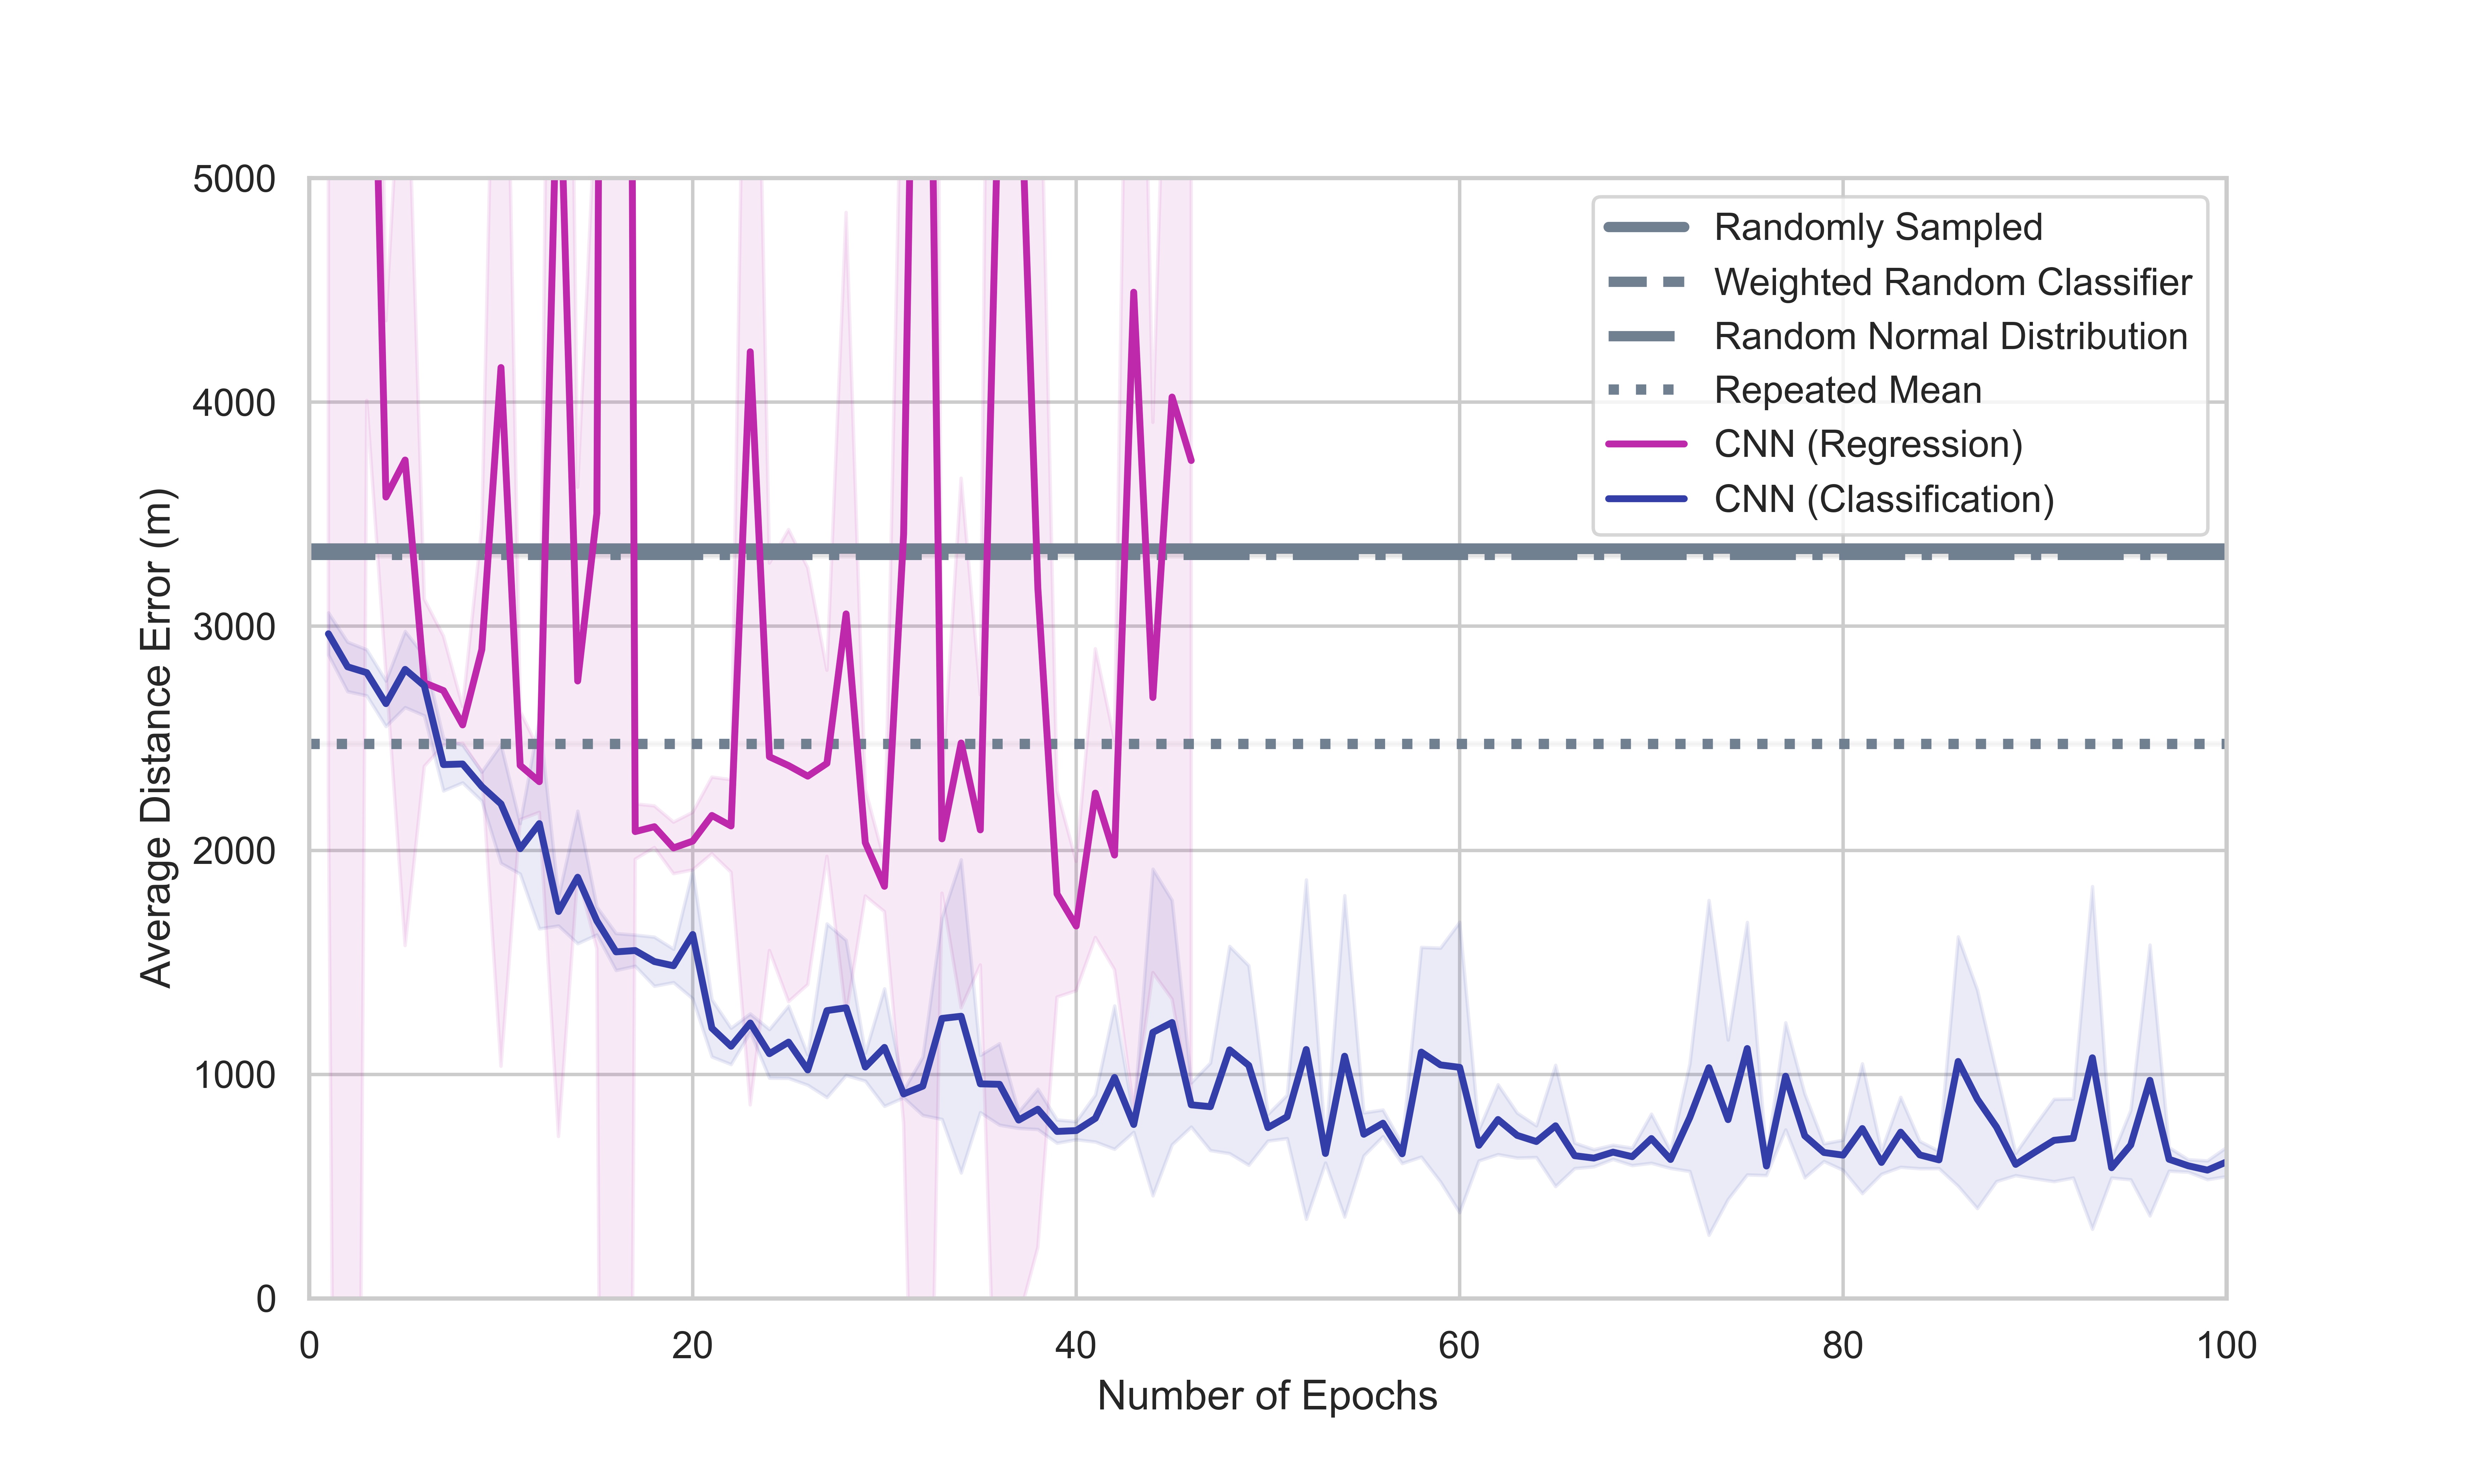 5000
4000
3000
2000
1000
0
Average Distance Error (m)
0 20 40 60 80 100
Number of Epochs
Randomly Sampled
Weighted Random Classifier
Random Normal Distribution
Repeated Mean
CNN (Regression)
CNN (Classification)